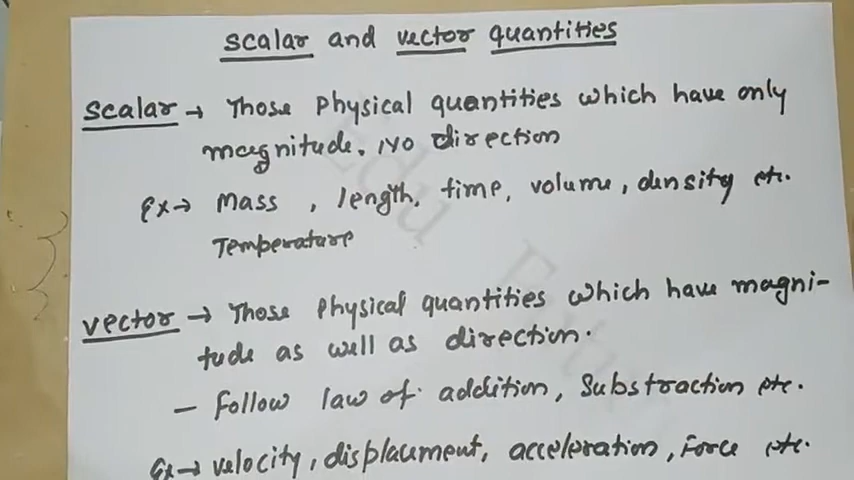 scalar and vector quantities
scalar → Those Physical quantities which have only
magnitude. No direction
Ex → Mass, length, time, volume, density etc.
Temperature
vector → Those Physical quantities which have magni-
tude as well as direction.
– Follow law of addition, Substraction etc.
Ex → velocity, displacement, acceleration, Force etc.
Edu